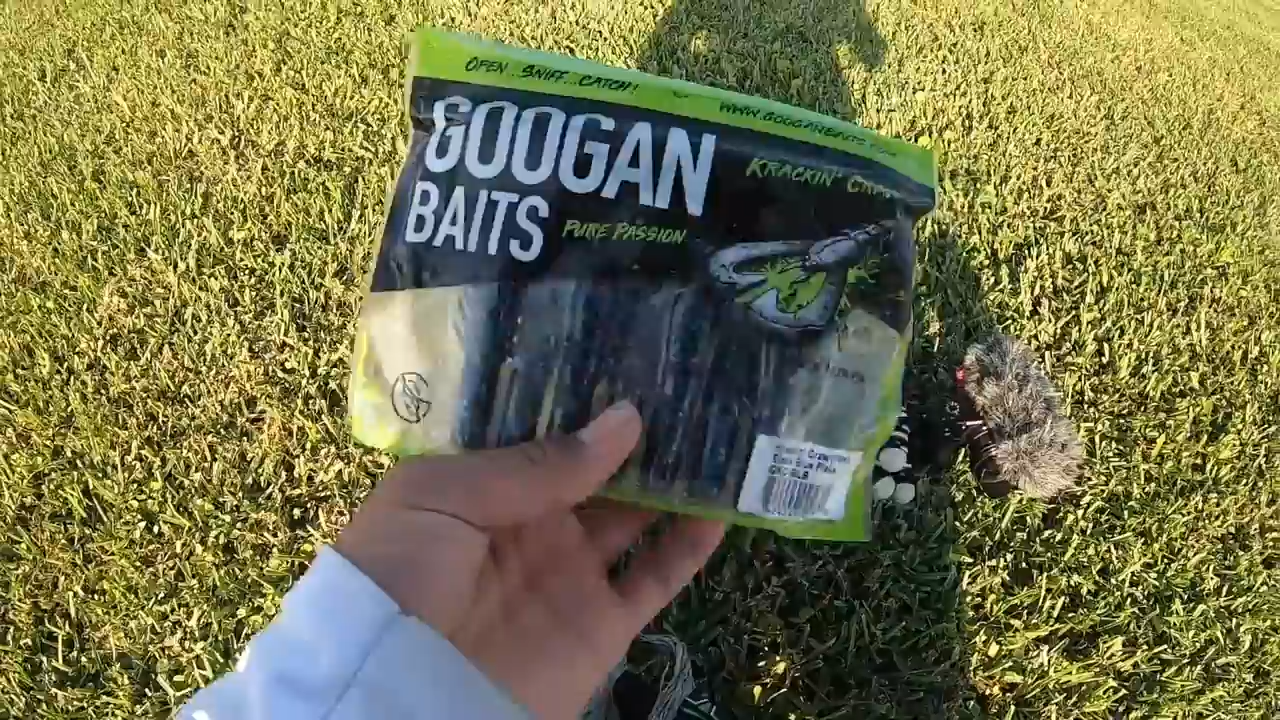 OPEN...SNIFF...CATCH!
WWW.GOOGANBAITS.COM
GOOGAN
BAITS
PURE PASSION
KRACKIN' CRAW